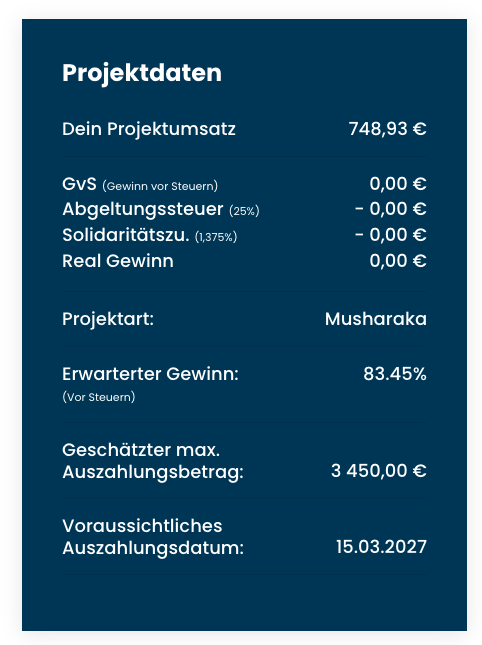 Projektdaten
Dein Projektumsatz 748,93 €
GvS (Gewinn vor Steuern) 0,00 €
Abgeltungssteuer (25%) - 0,00 €
Solidaritätszu. (1,375%) - 0,00 €
Real Gewinn 0,00 €
Projektart: Musharaka
Erwarterter Gewinn: 83.45%
(Vor Steuern)
Geschätzter max.
Auszahlungsbetrag: 3 450,00 €
Voraussichtliches
Auszahlungsdatum: 15.03.2027